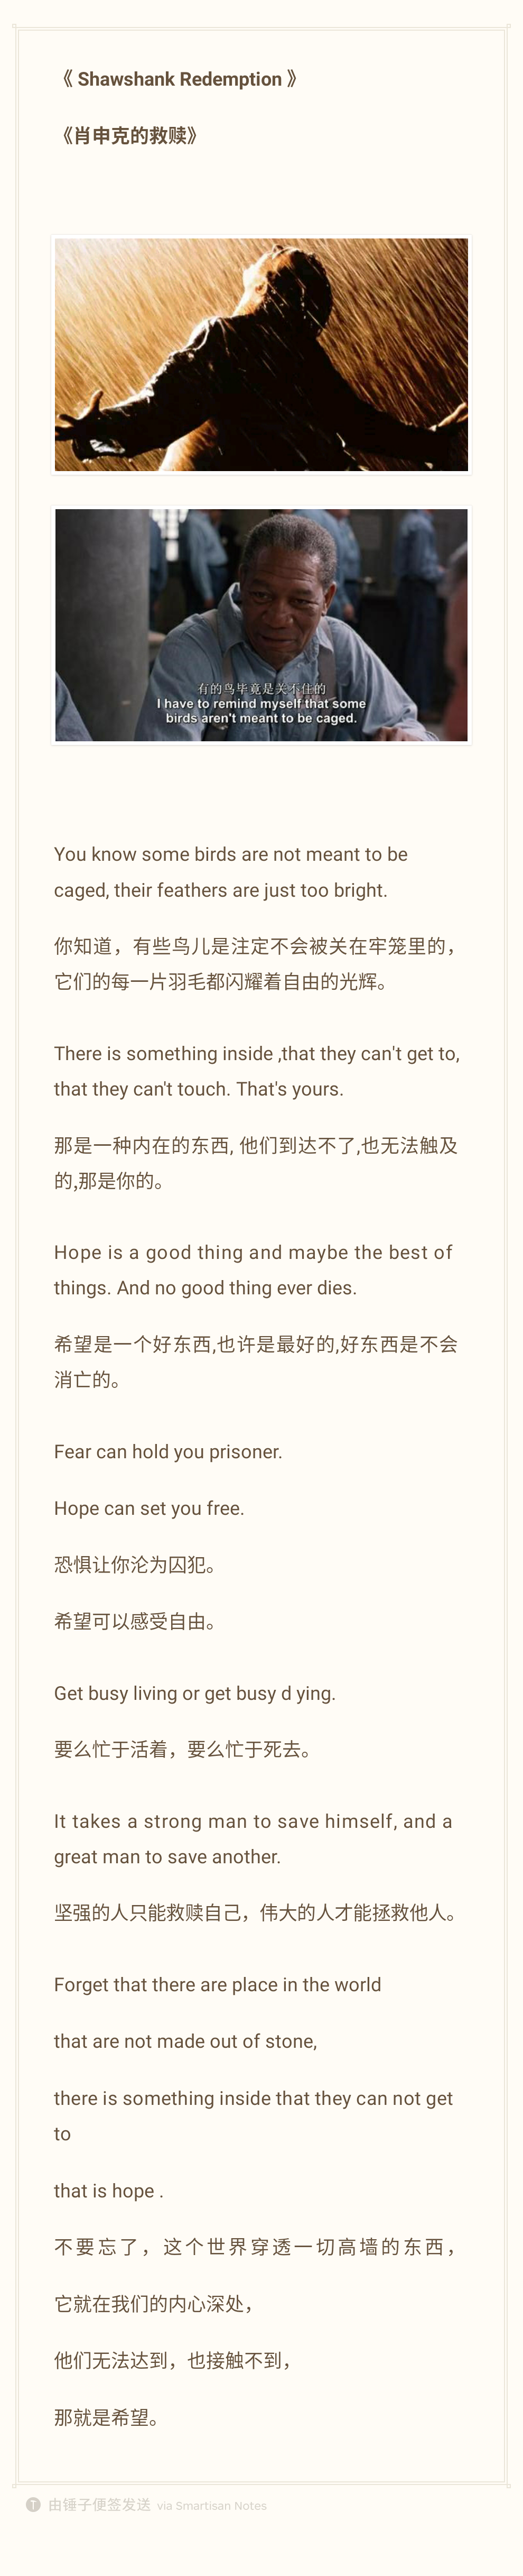 《 Shawshank Redemption 》
《肖申克的救赎》
有的鸟毕竟是关不住的
I have to remind myself that some
birds aren't meant to be caged.
You know some birds are not meant to be
caged, their feathers are just too bright.
你知道，有些鸟儿是注定不会被关在牢笼里的，
它们的每一片羽毛都闪耀着自由的光辉。
There is something inside ,that they can't get to,
that they can't touch. That's yours.
那是一种内在的东西, 他们到达不了,也无法触及
的,那是你的。
Hope is a good thing and maybe the best of
things. And no good thing ever dies.
希望是一个好东西,也许是最好的,好东西是不会
消亡的。
Fear can hold you prisoner.
Hope can set you free.
恐惧让你沦为囚犯。
希望可以感受自由。
Get busy living or get busy d ying.
要么忙于活着，要么忙于死去。
It takes a strong man to save himself, and a
great man to save another.
坚强的人只能救赎自己，伟大的人才能拯救他人。
Forget that there are place in the world
that are not made out of stone,
there is something inside that they can not get
to
that is hope .
不要忘了，这个世界穿透一切高墙的东西，
它就在我们的内心深处，
他们无法达到，也接触不到，
那就是希望。
T 由锤子便签发送 via Smartisan Notes